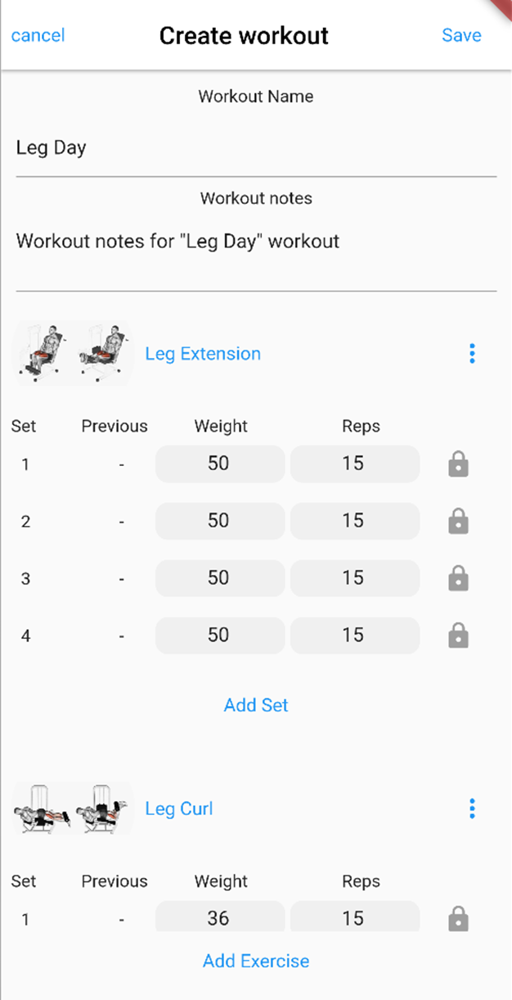 cancel Create workout Save
Workout Name
Leg Day
Workout notes
Workout notes for "Leg Day" workout
Leg Extension
Set Previous Weight Reps
1 - 50 15
2 - 50 15
3 - 50 15
4 - 50 15
Add Set
Leg Curl
Set Previous Weight Reps
1 - 36 15
Add Exercise